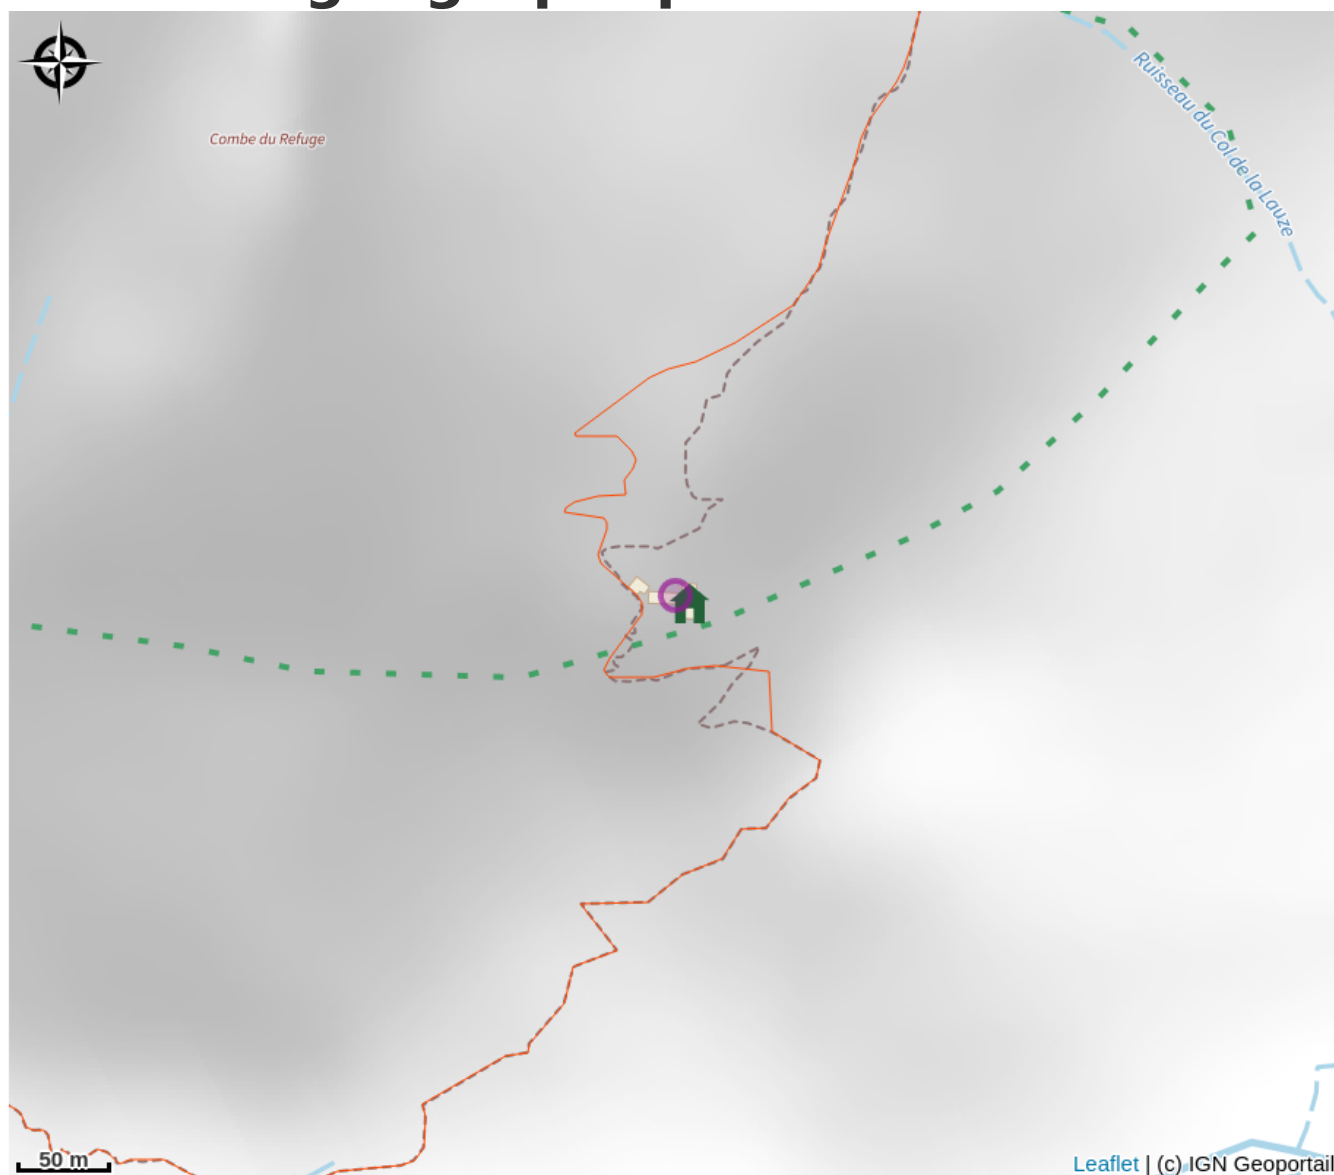 Combe du Refuge
Ruisseau du Col de la Lauze
50 m
Leaflet | (c) IGN Geoportail